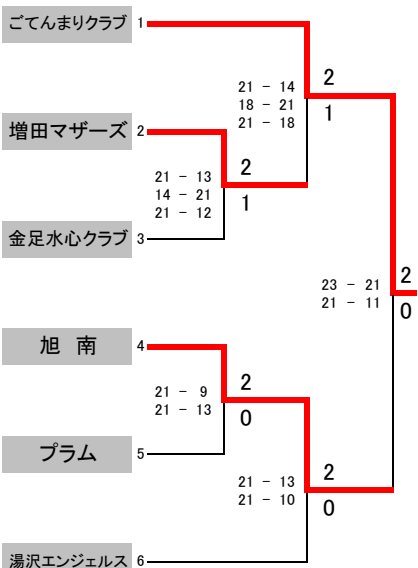 ごてんまりクラブ 1
21 - 14
18 - 21
21 - 18
2
1
増田マザーズ 2
21 - 13
14 - 21
21 - 12
2
1
金足水心クラブ 3
23 - 21
21 - 11
2
0
旭 南 4
21 - 9
21 - 13
2
0
プラム 5
21 - 13
21 - 10
2
0
湯沢エンジェルス 6